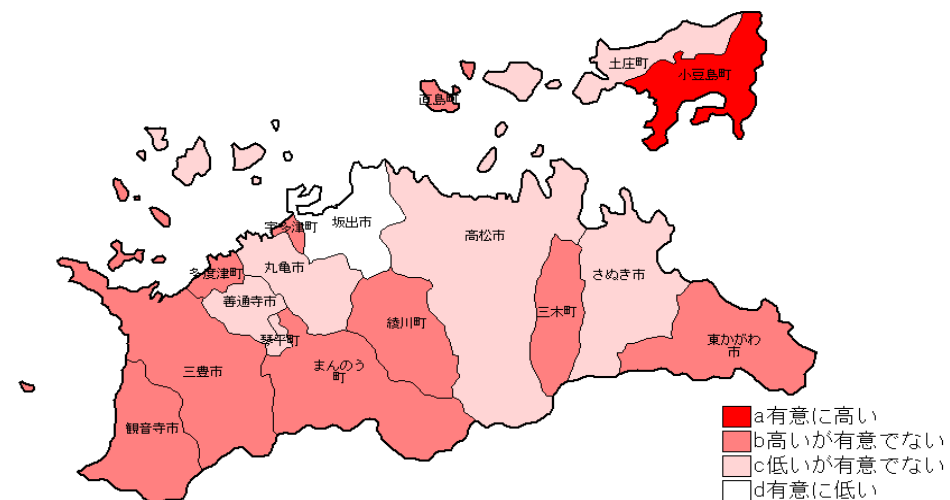 土庄町
小豆島町
直島町
宇多津町
坂出市
高松市
丸亀市
多度津町
さぬき市
善通寺市
三木町
綾川町
琴平町
東かがわ
市
まんのう
町
三豊市
観音寺市
a有意に高い
b高いが有意でない
c低いが有意でない
d有意に低い